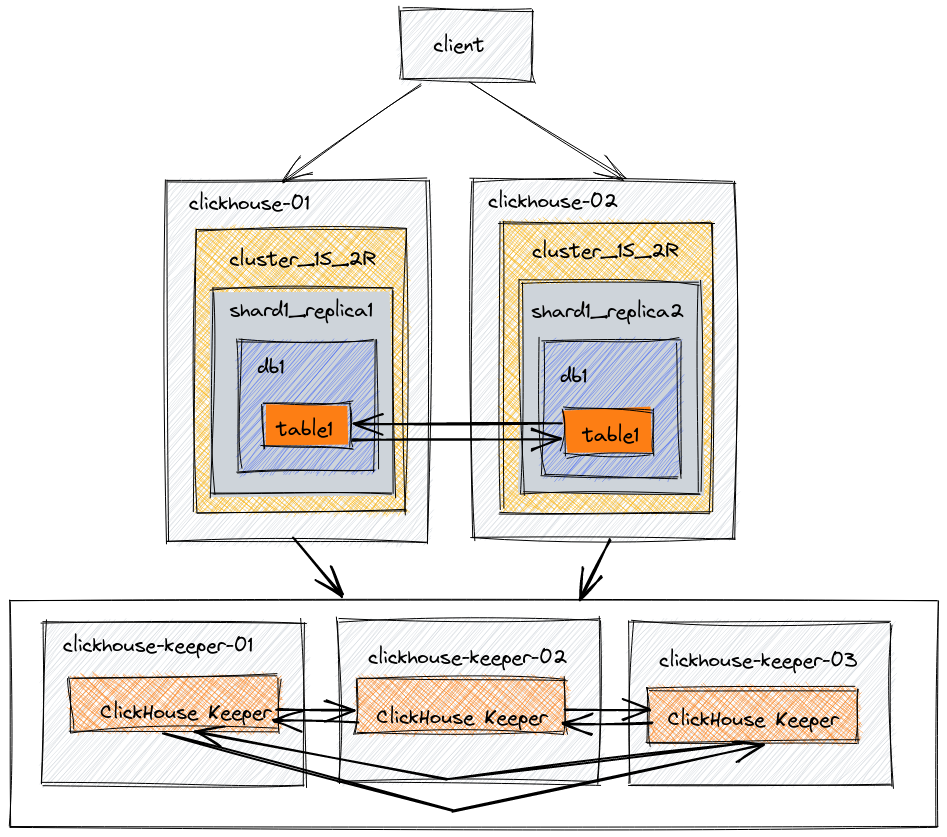 client
clickhouse-01
clickhouse-02
cluster_1S_2R
cluster_1S_2R
shard1_replica1
shard1_replica2
db1
db1
table1
table1
clickhouse-keeper-01
clickhouse-keeper-02
clickhouse-keeper-03
ClickHouse Keeper
ClickHouse Keeper
ClickHouse Keeper